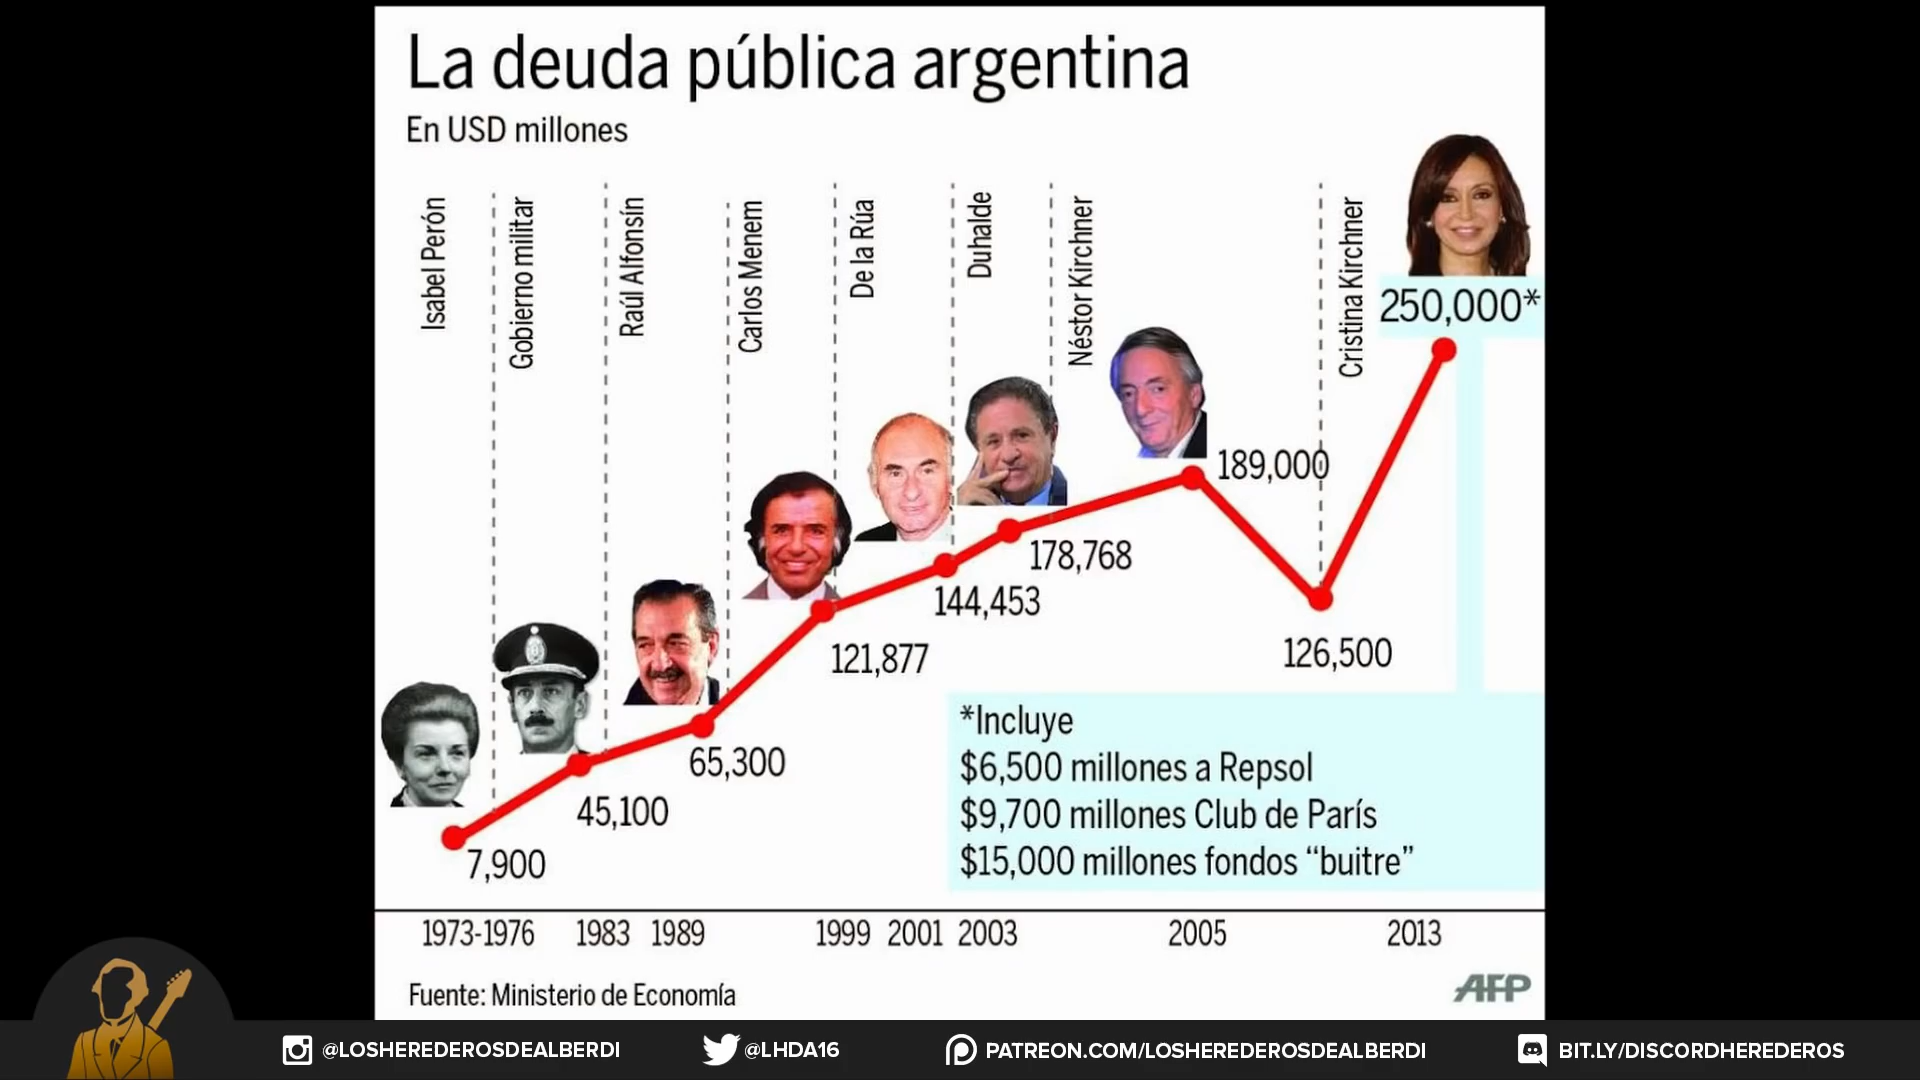 La deuda pública argentina
En USD millones
Isabel Perón
Gobierno militar
Raúl Alfonsín
Carlos Menem
De la Rúa
Duhalde
Néstor Kirchner
Cristina Kirchner
250,000*
189,000
178,768
144,453
126,500
121,877
65,300
45,100
7,900
*Incluye
$6,500 millones a Repsol
$9,700 millones Club de París
$15,000 millones fondos “buitre”
1973-1976 1983 1989 1999 2001 2003 2005 2013
Fuente: Ministerio de Economía
AFP
@LOSHEREDEROSDEALBERDI @LHDA16 PATREON.COM/LOSHEREDEROSDEALBERDI BIT.LY/DISCORDHEREDEROS